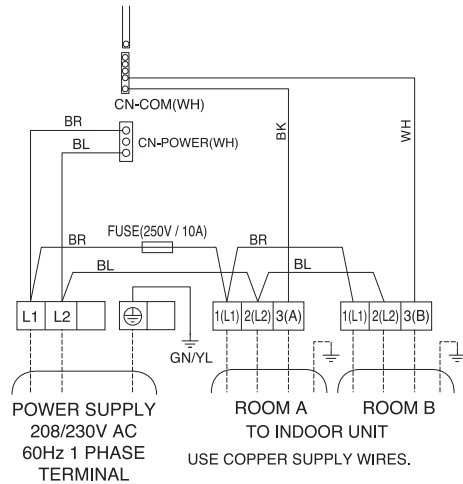 CN-COM(WH)
BR
CN-POWER(WH)
BL
BK
WH
FUSE(250V / 10A)
BR
BL
BL
L1 L2
1(L1) 2(L2) 3(A)
1(L1) 2(L2) 3(B)
GN/YL
POWER SUPPLY
208/230V AC
60Hz 1 PHASE
TERMINAL
ROOM A
ROOM B
TO INDOOR UNIT
USE COPPER SUPPLY WIRES.